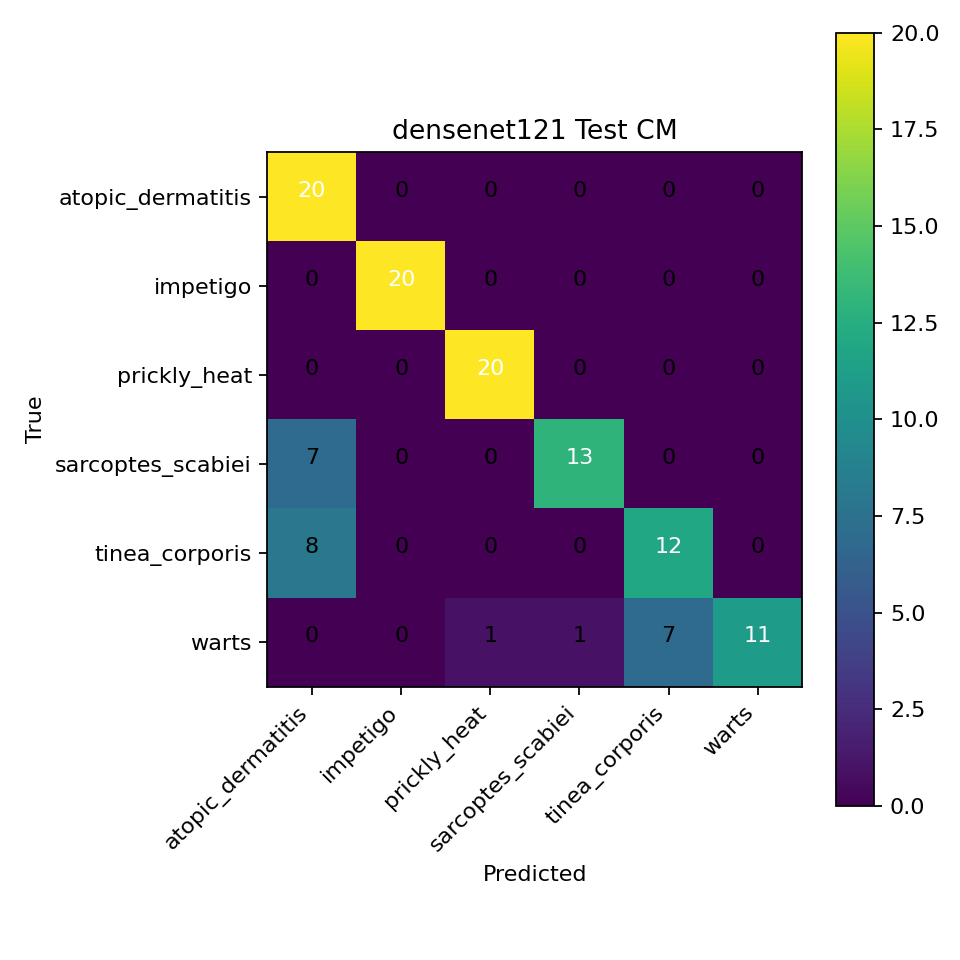 densenet121 Test CM
True
atopic_dermatitis 20 0 0 0 0 0
impetigo 0 20 0 0 0 0
prickly_heat 0 0 20 0 0 0
sarcoptes_scabiei 7 0 0 13 0 0
tinea_corporis 8 0 0 0 12 0
warts 0 0 1 1 7 11
atopic_dermatitis
impetigo
prickly_heat
sarcoptes_scabiei
tinea_corporis
warts
Predicted
20.0
17.5
15.0
12.5
10.0
7.5
5.0
2.5
0.0